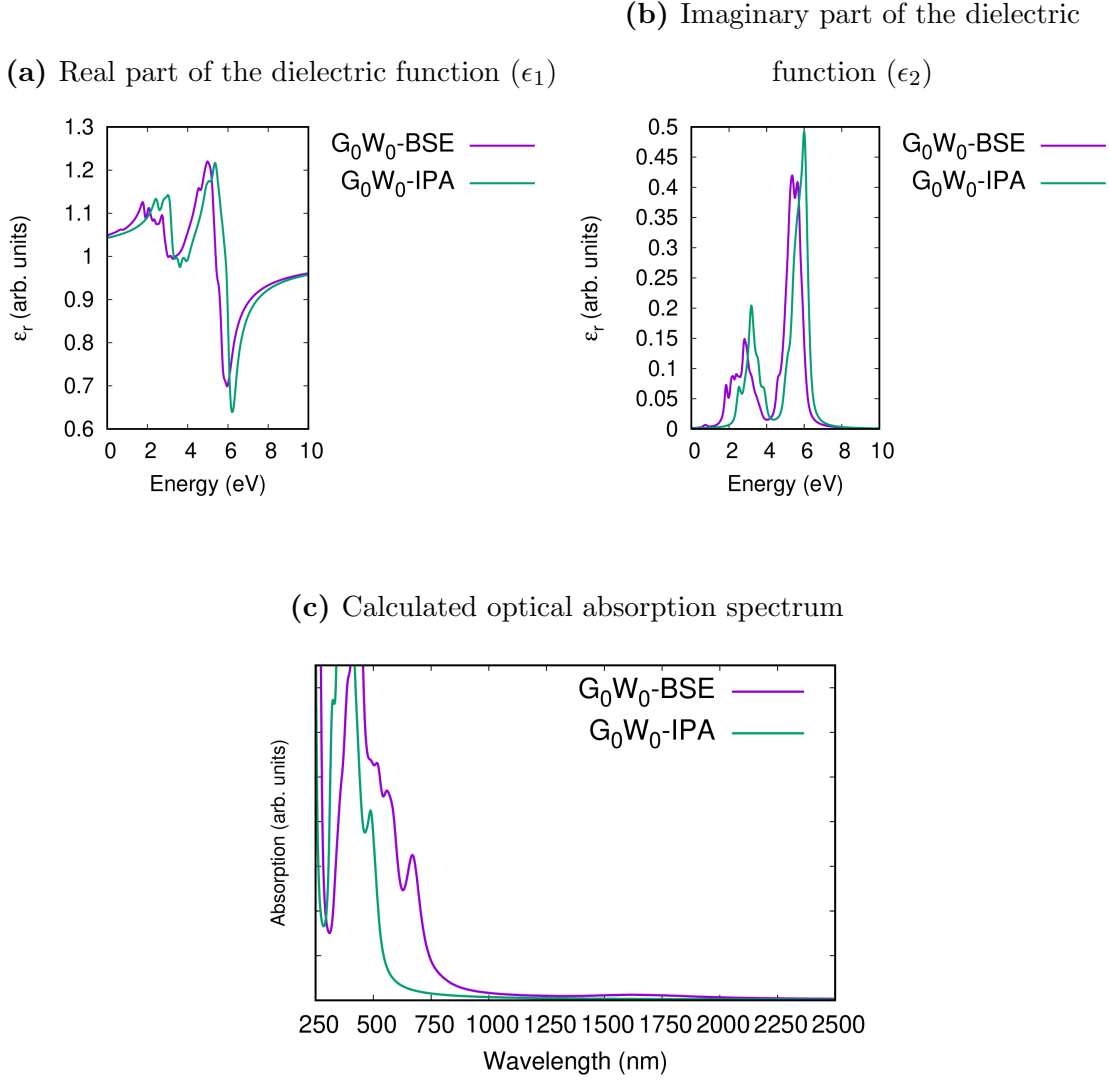 (a) Real part of the dielectric function (ϵ₁)
1.3
1.2
1.1
1
0.9
0.8
0.7
0.6
0 2 4 6 8 10
εᵣ (arb. units)
Energy (eV)
G₀W₀-BSE
G₀W₀-IPA
(b) Imaginary part of the dielectric
function (ϵ₂)
0.5
0.45
0.4
0.35
0.3
0.25
0.2
0.15
0.1
0.05
0
0 2 4 6 8 10
εᵣ (arb. units)
Energy (eV)
G₀W₀-BSE
G₀W₀-IPA
(c) Calculated optical absorption spectrum
G₀W₀-BSE
G₀W₀-IPA
Absorption (arb. units)
250 500 750 1000 1250 1500 1750 2000 2250 2500
Wavelength (nm)